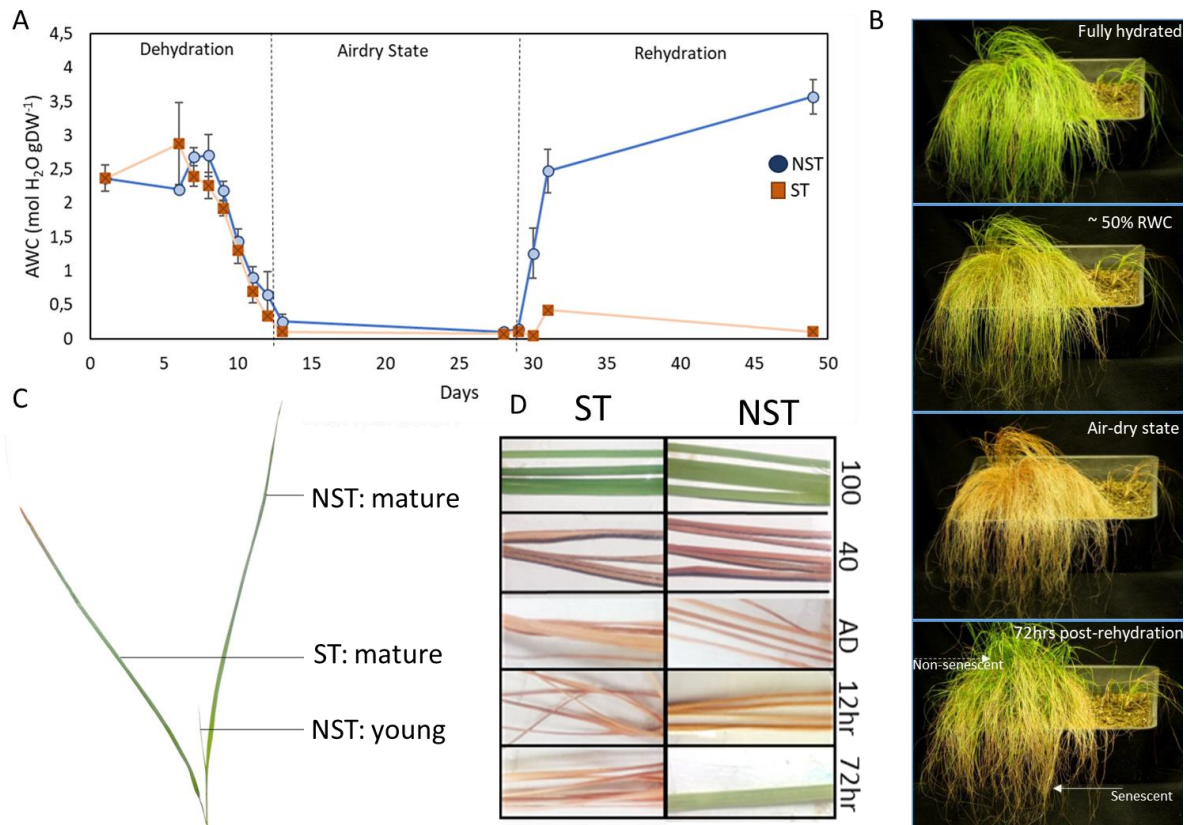 A
4,5
4
3,5
3
2,5
2
1,5
1
0,5
0
AWC (mol H₂O gDW⁻¹)
Dehydration
Airdry State
Rehydration
NST
ST
0 5 10 15 20 25 30 35 40 45 50
Days
B
Fully hydrated
~ 50% RWC
Air-dry state
72hrs post-rehydration
Non-senescent
Senescent
C
NST: mature
ST: mature
NST: young
D
ST NST
100
40
AD
12hr
72hr